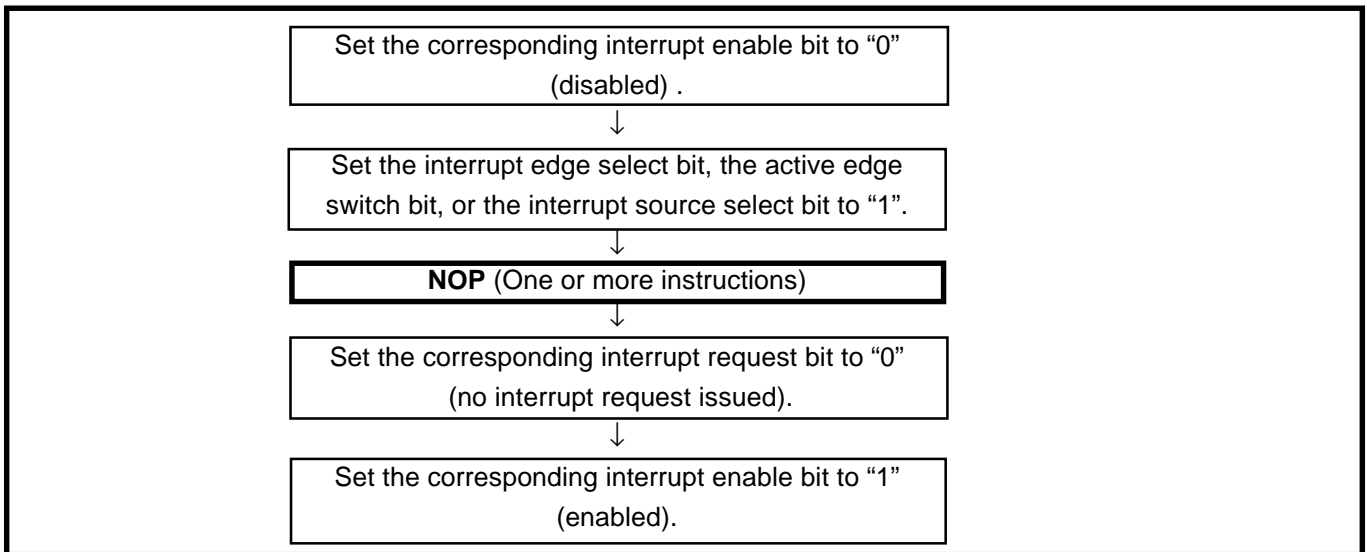 Set the corresponding interrupt enable bit to “0”
(disabled) .
↓
Set the interrupt edge select bit, the active edge
switch bit, or the interrupt source select bit to “1”.
↓
NOP (One or more instructions)
↓
Set the corresponding interrupt request bit to “0”
(no interrupt request issued).
↓
Set the corresponding interrupt enable bit to “1”
(enabled).